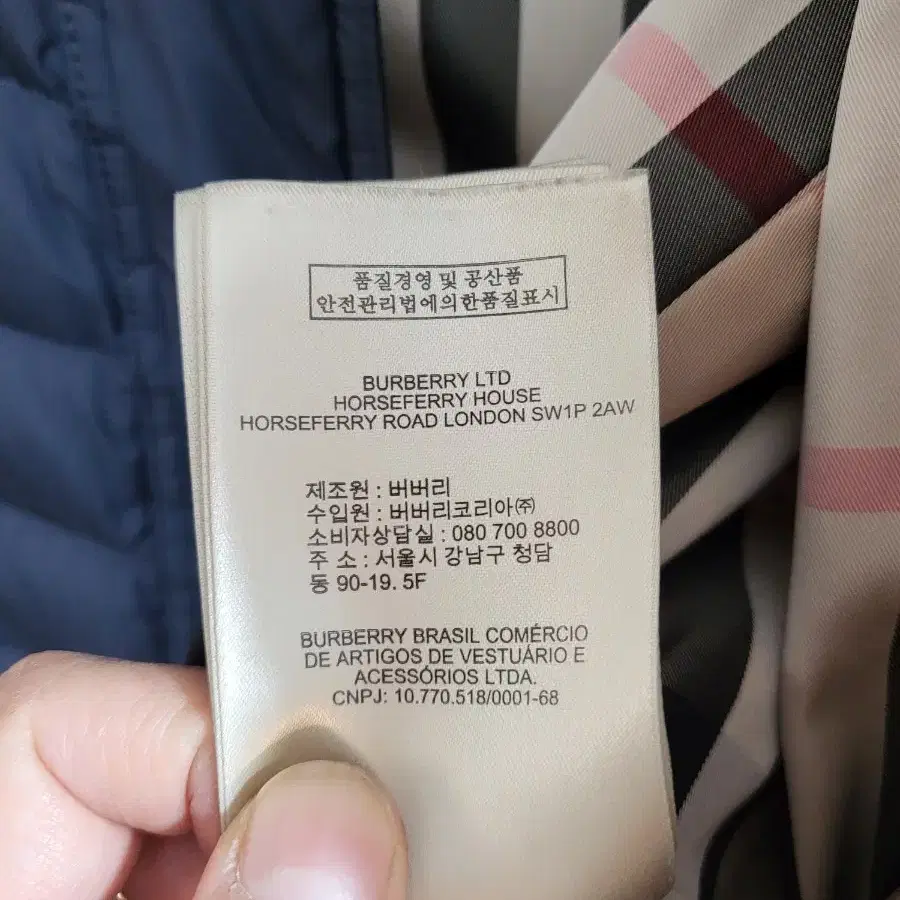 품질경영 및 공산품
안전관리법에의한품질표시
BURBERRY LTD
HORSEFERRY HOUSE
HORSEFERRY ROAD LONDON SW1P 2AW
제조원 : 버버리
수입원 : 버버리코리아㈜
소비자상담실 : 080 700 8800
주 소 : 서울시 강남구 청담
동 90-19. 5F
BURBERRY BRASIL COMÉRCIO
DE ARTIGOS DE VESTUÁRIO E
ACESSÓRIOS LTDA.
CNPJ: 10.770.518/0001-68